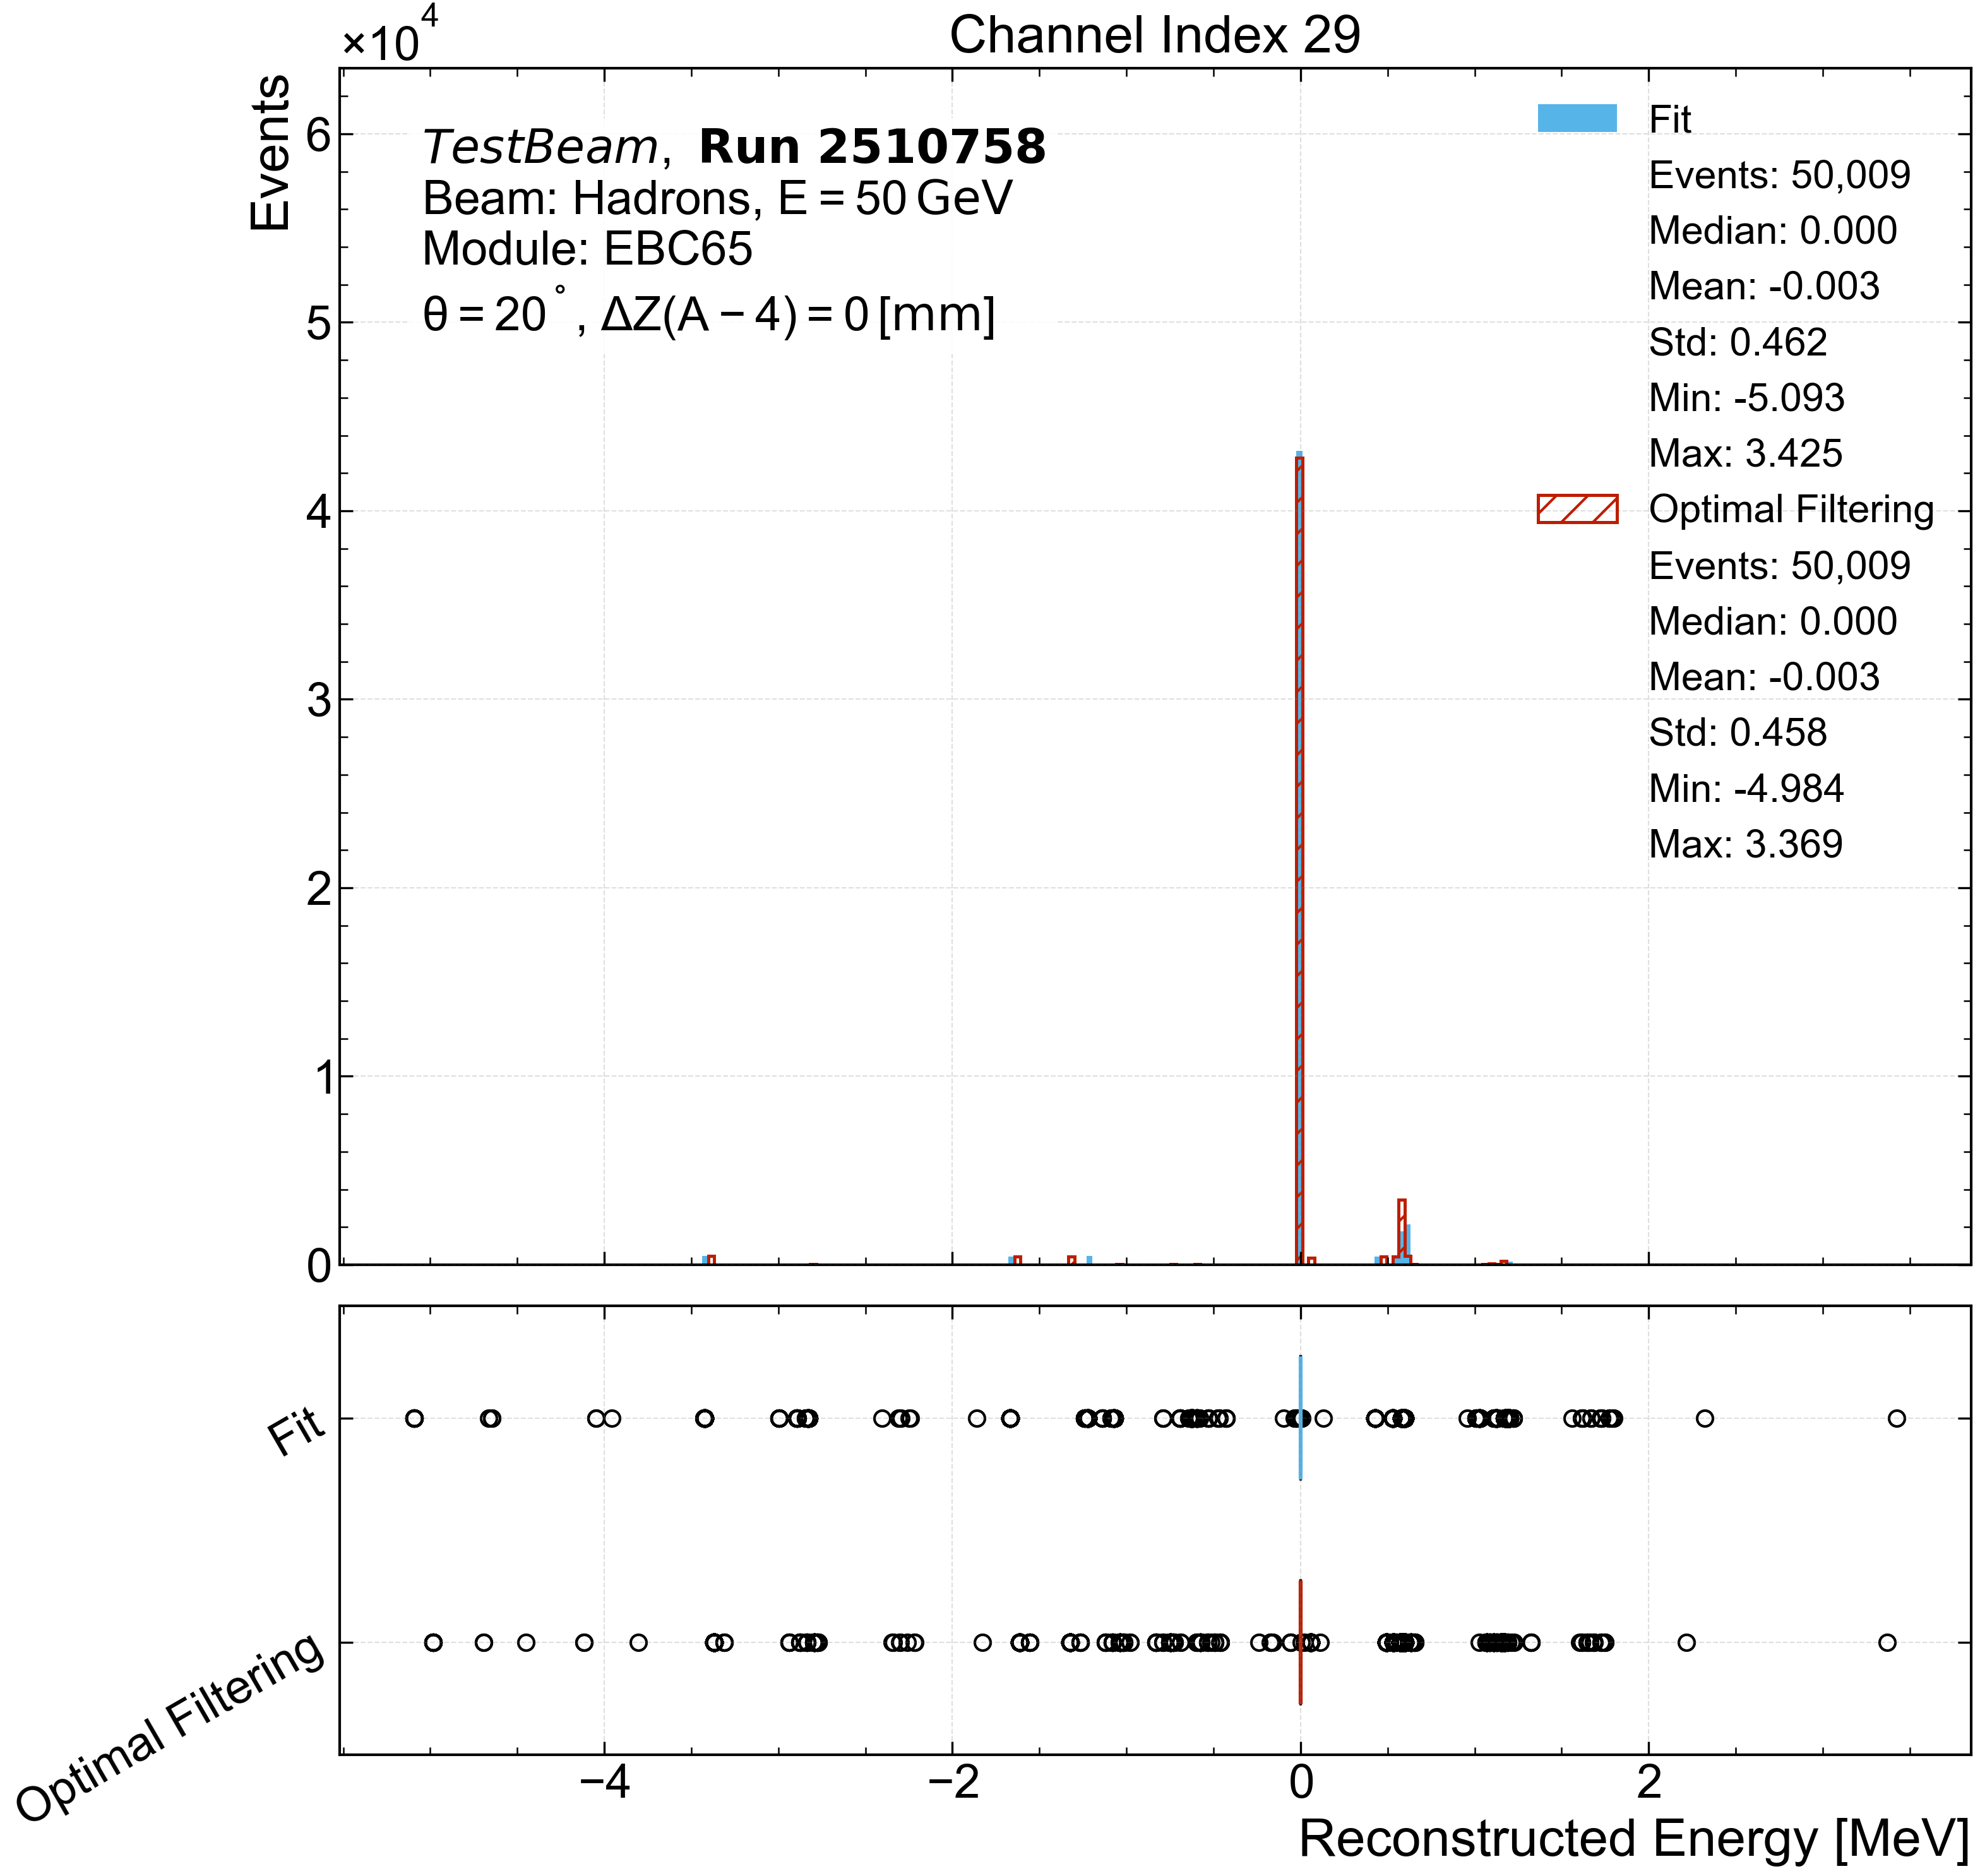 Channel Index 29
×10⁴
Events
TestBeam, Run 2510758
Beam: Hadrons, E = 50 GeV
Module: EBC65
θ = 20°, ΔZ(A − 4) = 0 [mm]
Fit
Events: 50,009
Median: 0.000
Mean: -0.003
Std: 0.462
Min: -5.093
Max: 3.425
Optimal Filtering
Events: 50,009
Median: 0.000
Mean: -0.003
Std: 0.458
Min: -4.984
Max: 3.369
6
5
4
3
2
1
0
Fit
Optimal Filtering
−4
−2
0
2
Reconstructed Energy [MeV]